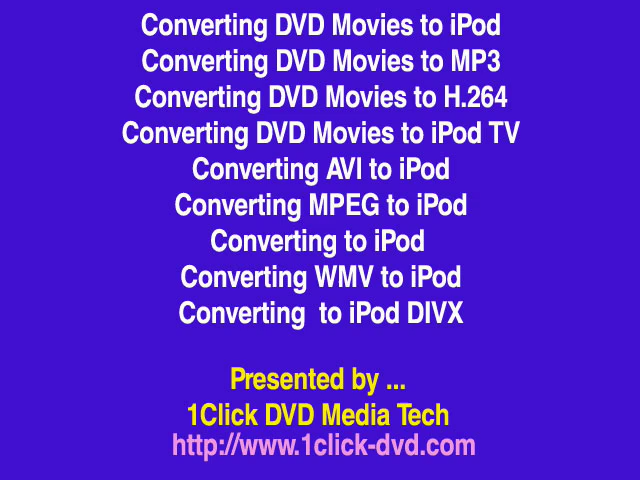 Converting DVD Movies to iPod
Converting DVD Movies to MP3
Converting DVD Movies to H.264
Converting DVD Movies to iPod TV
Converting AVI to iPod
Converting MPEG to iPod
Converting to iPod
Converting WMV to iPod
Converting  to iPod DIVX
Presented by ...
1Click DVD Media Tech
http://www.1click-dvd.com